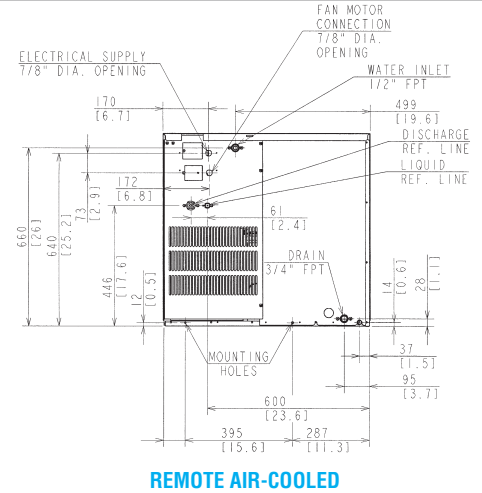 FAN MOTOR
CONNECTION
7/8" DIA.
OPENING
ELECTRICAL SUPPLY
7/8" DIA. OPENING
WATER INLET
1/2" FPT
170
[6.7]
499
[19.6]
DISCHARGE
REF. LINE
LIQUID
REF. LINE
172
[6.8]
61
[2.4]
660
[26]
640
[25.2]
73
[2.9]
446
[17.6]
12
[0.5]
DRAIN
3/4" FPT
14
[0.6]
28
[1.1]
37
[1.5]
95
[3.7]
MOUNTING
HOLES
600
[23.6]
395
[15.6]
287
[11.3]
REMOTE AIR-COOLED